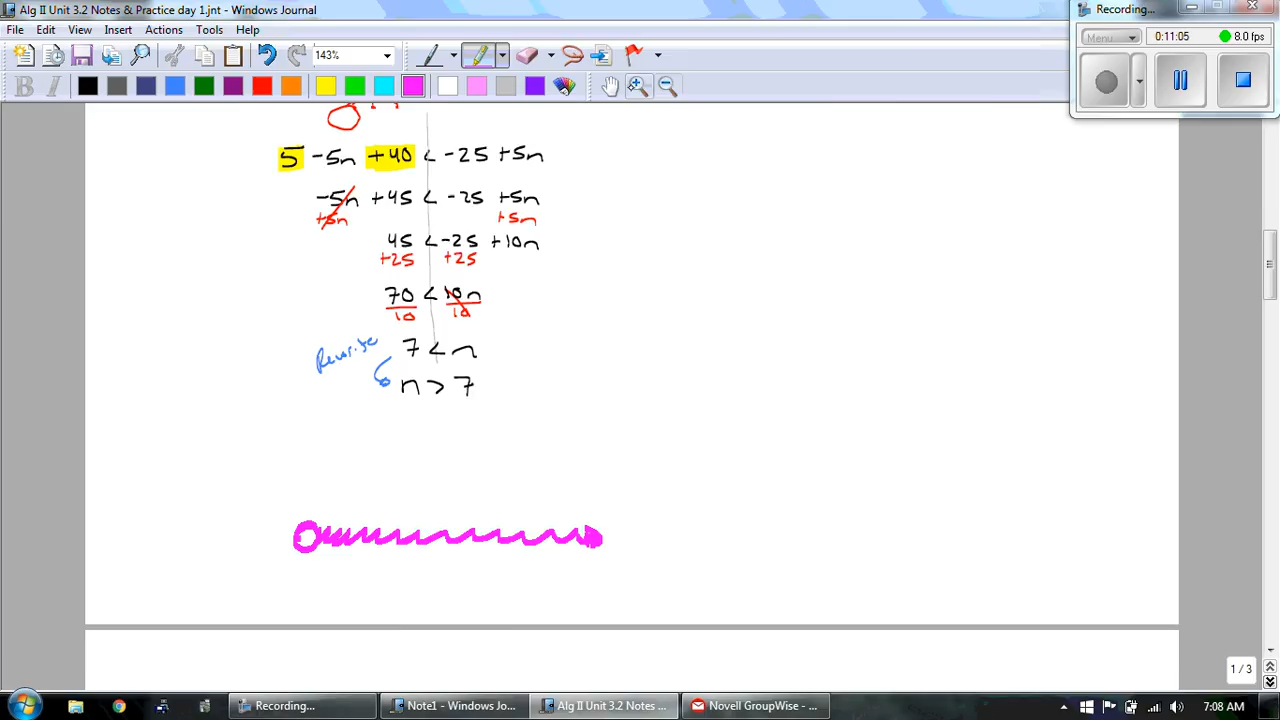 Alg II Unit 3.2 Notes & Practice day 1.jnt - Windows Journal
Recording...
File Edit View Insert Actions Tools Help
Menu
0:11:05
8.0 fps
143%
B I
5 -5n +40 < -25 +5n
-5n +45 < -25 +5n
+5n +5n
45 < -25 +10n
+25 +25
70 < 10n
10 10
Rewrite
7 < n
n > 7
1 / 3
Recording...
Note1 - Windows Jo...
Alg II Unit 3.2 Notes ...
Novell GroupWise - ...
7:08 AM